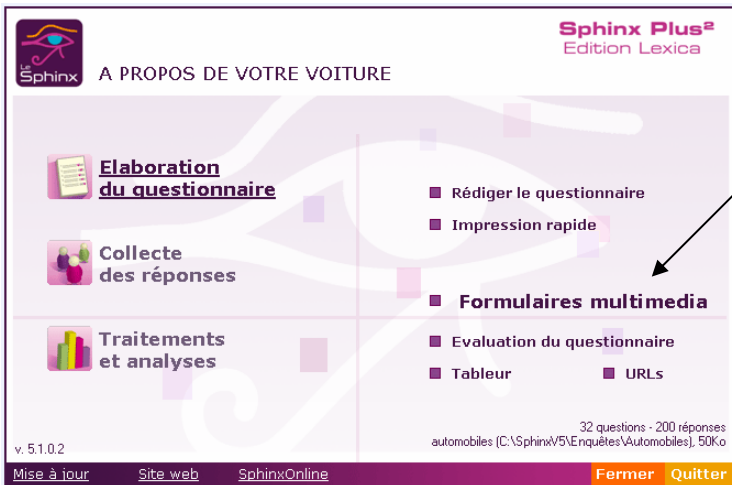 Le
Sphinx
A PROPOS DE VOTRE VOITURE
Sphinx Plus²
Edition Lexica
Elaboration
du questionnaire
Collecte
des réponses
Traitements
et analyses
Rédiger le questionnaire
Impression rapide
Formulaires multimedia
Evaluation du questionnaire
Tableur
URLs
32 questions - 200 réponses
automobiles (C:\SphinxV5\Enquêtes\Automobiles), 50Ko
v. 5.1.0.2
Mise à jour
Site web
SphinxOnline
Fermer
Quitter